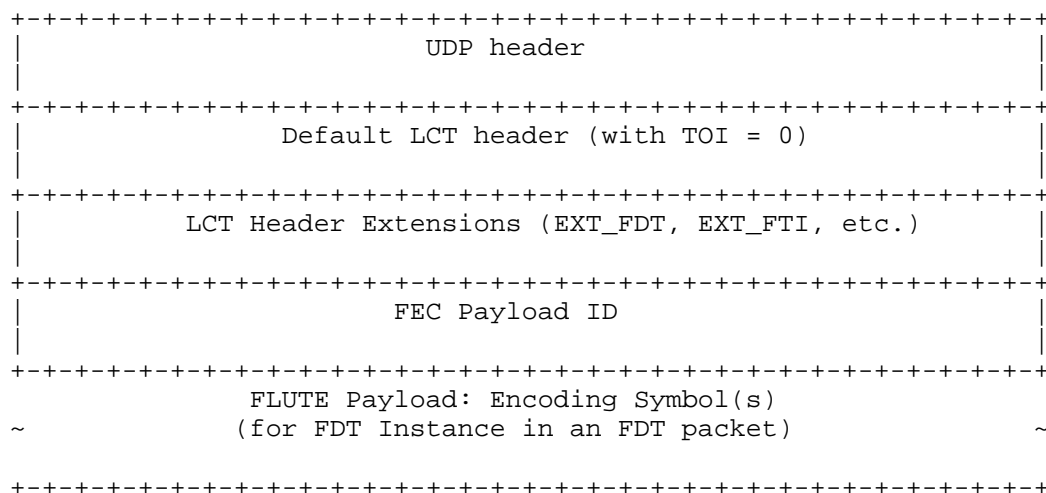 +-+-+-+-+-+-+-+-+-+-+-+-+-+-+-+-+-+-+-+-+-+-+-+-+-+-+-+-+-+-+-+-+
|                         UDP header                            |
|                                                               |
+-+-+-+-+-+-+-+-+-+-+-+-+-+-+-+-+-+-+-+-+-+-+-+-+-+-+-+-+-+-+-+-+
|                Default LCT header (with TOI = 0)              |
|                                                               |
+-+-+-+-+-+-+-+-+-+-+-+-+-+-+-+-+-+-+-+-+-+-+-+-+-+-+-+-+-+-+-+-+
|          LCT Header Extensions (EXT_FDT, EXT_FTI, etc.)       |
|                                                               |
+-+-+-+-+-+-+-+-+-+-+-+-+-+-+-+-+-+-+-+-+-+-+-+-+-+-+-+-+-+-+-+-+
|                       FEC Payload ID                          |
|                                                               |
+-+-+-+-+-+-+-+-+-+-+-+-+-+-+-+-+-+-+-+-+-+-+-+-+-+-+-+-+-+-+-+-+
               FLUTE Payload: Encoding Symbol(s)
~             (for FDT Instance in an FDT packet)               ~
+-+-+-+-+-+-+-+-+-+-+-+-+-+-+-+-+-+-+-+-+-+-+-+-+-+-+-+-+-+-+-+-+